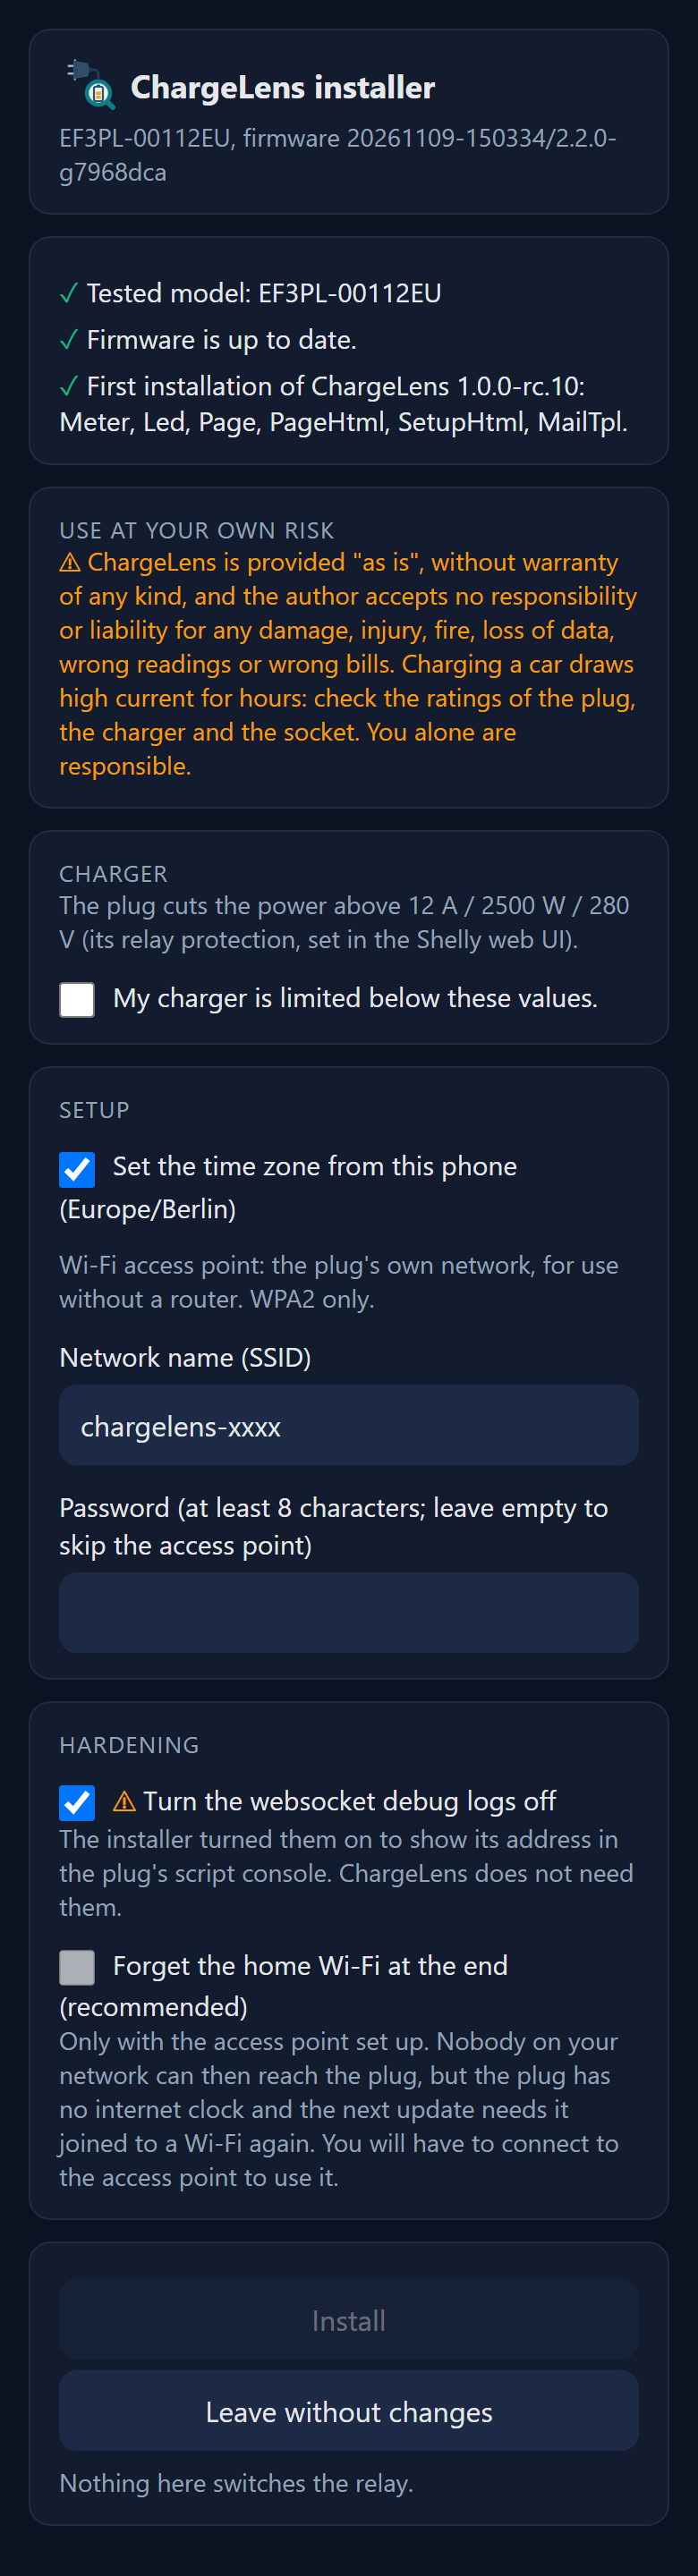 ChargeLens installer
EF3PL-00112EU, firmware 20261109-150334/2.2.0-
g7968dca
✓ Tested model: EF3PL-00112EU
✓ Firmware is up to date.
✓ First installation of ChargeLens 1.0.0-rc.10:
Meter, Led, Page, PageHtml, SetupHtml, MailTpl.
USE AT YOUR OWN RISK
⚠ ChargeLens is provided "as is", without warranty
of any kind, and the author accepts no responsibility
or liability for any damage, injury, fire, loss of data,
wrong readings or wrong bills. Charging a car draws
high current for hours: check the ratings of the plug,
the charger and the socket. You alone are
responsible.
CHARGER
The plug cuts the power above 12 A / 2500 W / 280
V (its relay protection, set in the Shelly web UI).
My charger is limited below these values.
SETUP
Set the time zone from this phone
(Europe/Berlin)
Wi-Fi access point: the plug's own network, for use
without a router. WPA2 only.
Network name (SSID)
chargelens-xxxx
Password (at least 8 characters; leave empty to
skip the access point)
HARDENING
⚠ Turn the websocket debug logs off
The installer turned them on to show its address in
the plug's script console. ChargeLens does not need
them.
Forget the home Wi-Fi at the end
(recommended)
Only with the access point set up. Nobody on your
network can then reach the plug, but the plug has
no internet clock and the next update needs it
joined to a Wi-Fi again. You will have to connect to
the access point to use it.
Install
Leave without changes
Nothing here switches the relay.